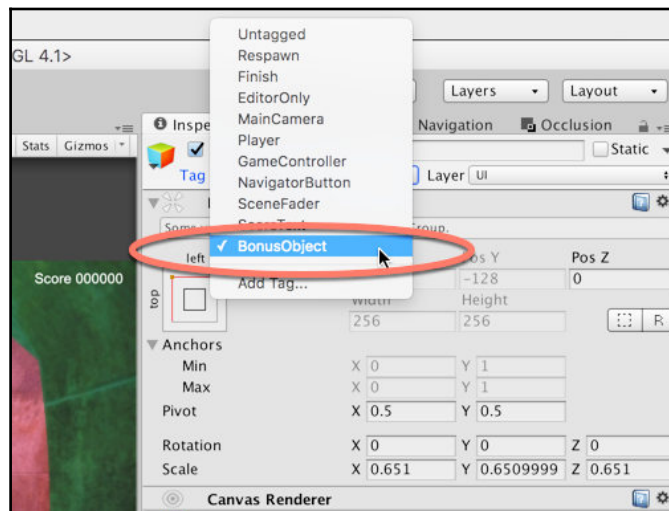 Untagged
GL 4.1>
Respawn
Finish
EditorOnly
Layers
Layout
MainCamera
Inspe
Navigation
Occlusion
Player
Stats Gizmos
Static
GameController
Tag
Layer UI
NavigatorButton
SceneFader
ScoreText
Some
Group.
✓ BonusObject
left
Pos Y
Pos Z
Score 000000
-128
0
Add Tag...
top
Width
Height
256
256
R
Anchors
Min X 0 Y 1
Max X 0 Y 1
Pivot X 0.5 Y 0.5
Rotation X 0 Y 0 Z 0
Scale X 0.651 Y 0.6509999 Z 0.651
Canvas Renderer